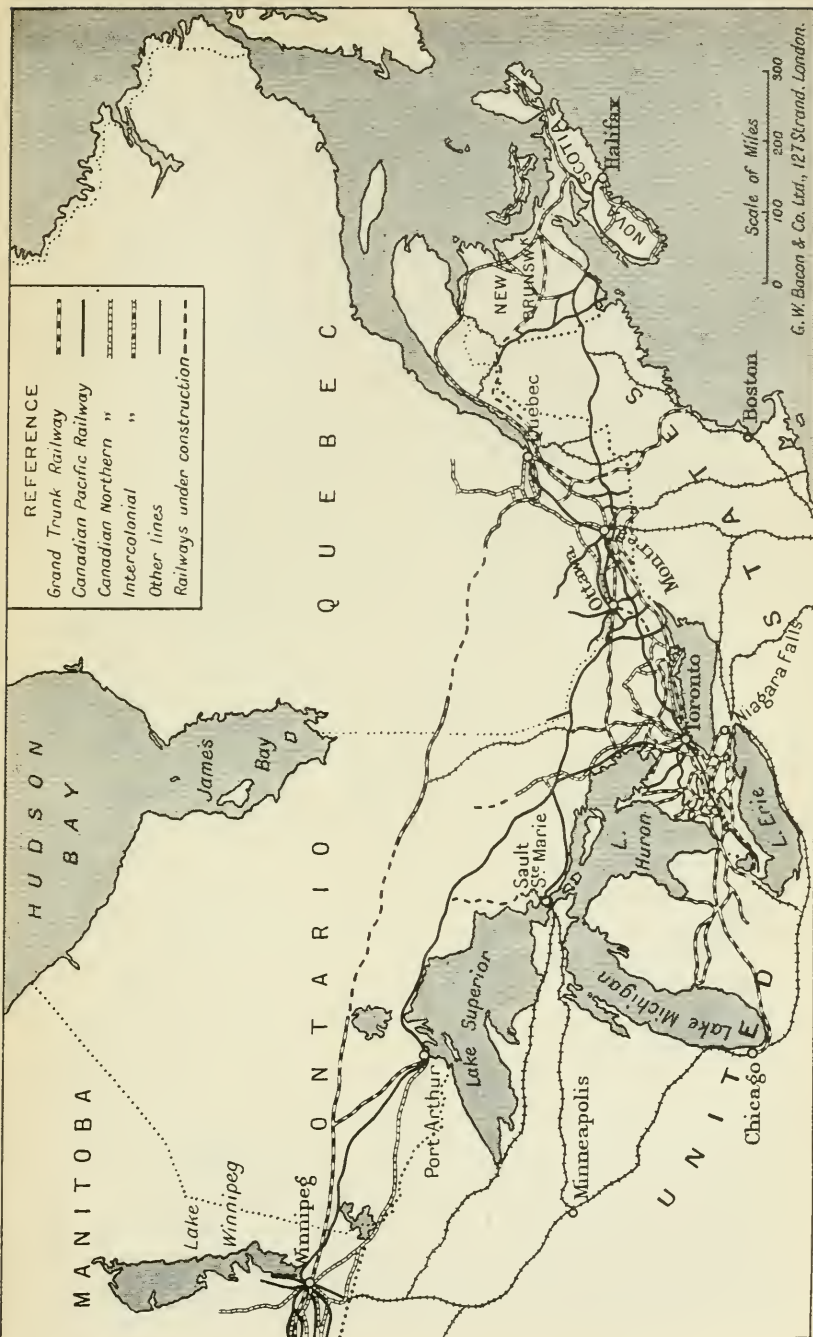 REFERENCE
Grand Trunk Railway
Canadian Pacific Railway
Canadian Northern "
Intercolonial "
Other lines
Railways under construction
HUDSON
BAY
James
Bay
MANITOBA
Lake
Winnipeg
Winnipeg
ONTARIO
QUEBEC
Port Arthur
Lake Superior
Sault
Ste Marie
L.
Huron
Lake Michigan
L. Erie
Toronto
Niagara Falls
Ottawa
Montre
Quebec
NEW
BRUNSWK
NOVA
SCOTIA
Halifax
Boston
Minneapolis
Chicago
UNITED
STATES
Scale of Miles
0 100 200 300
G. W. Bacon & Co. Ltd., 127 Strand, London.